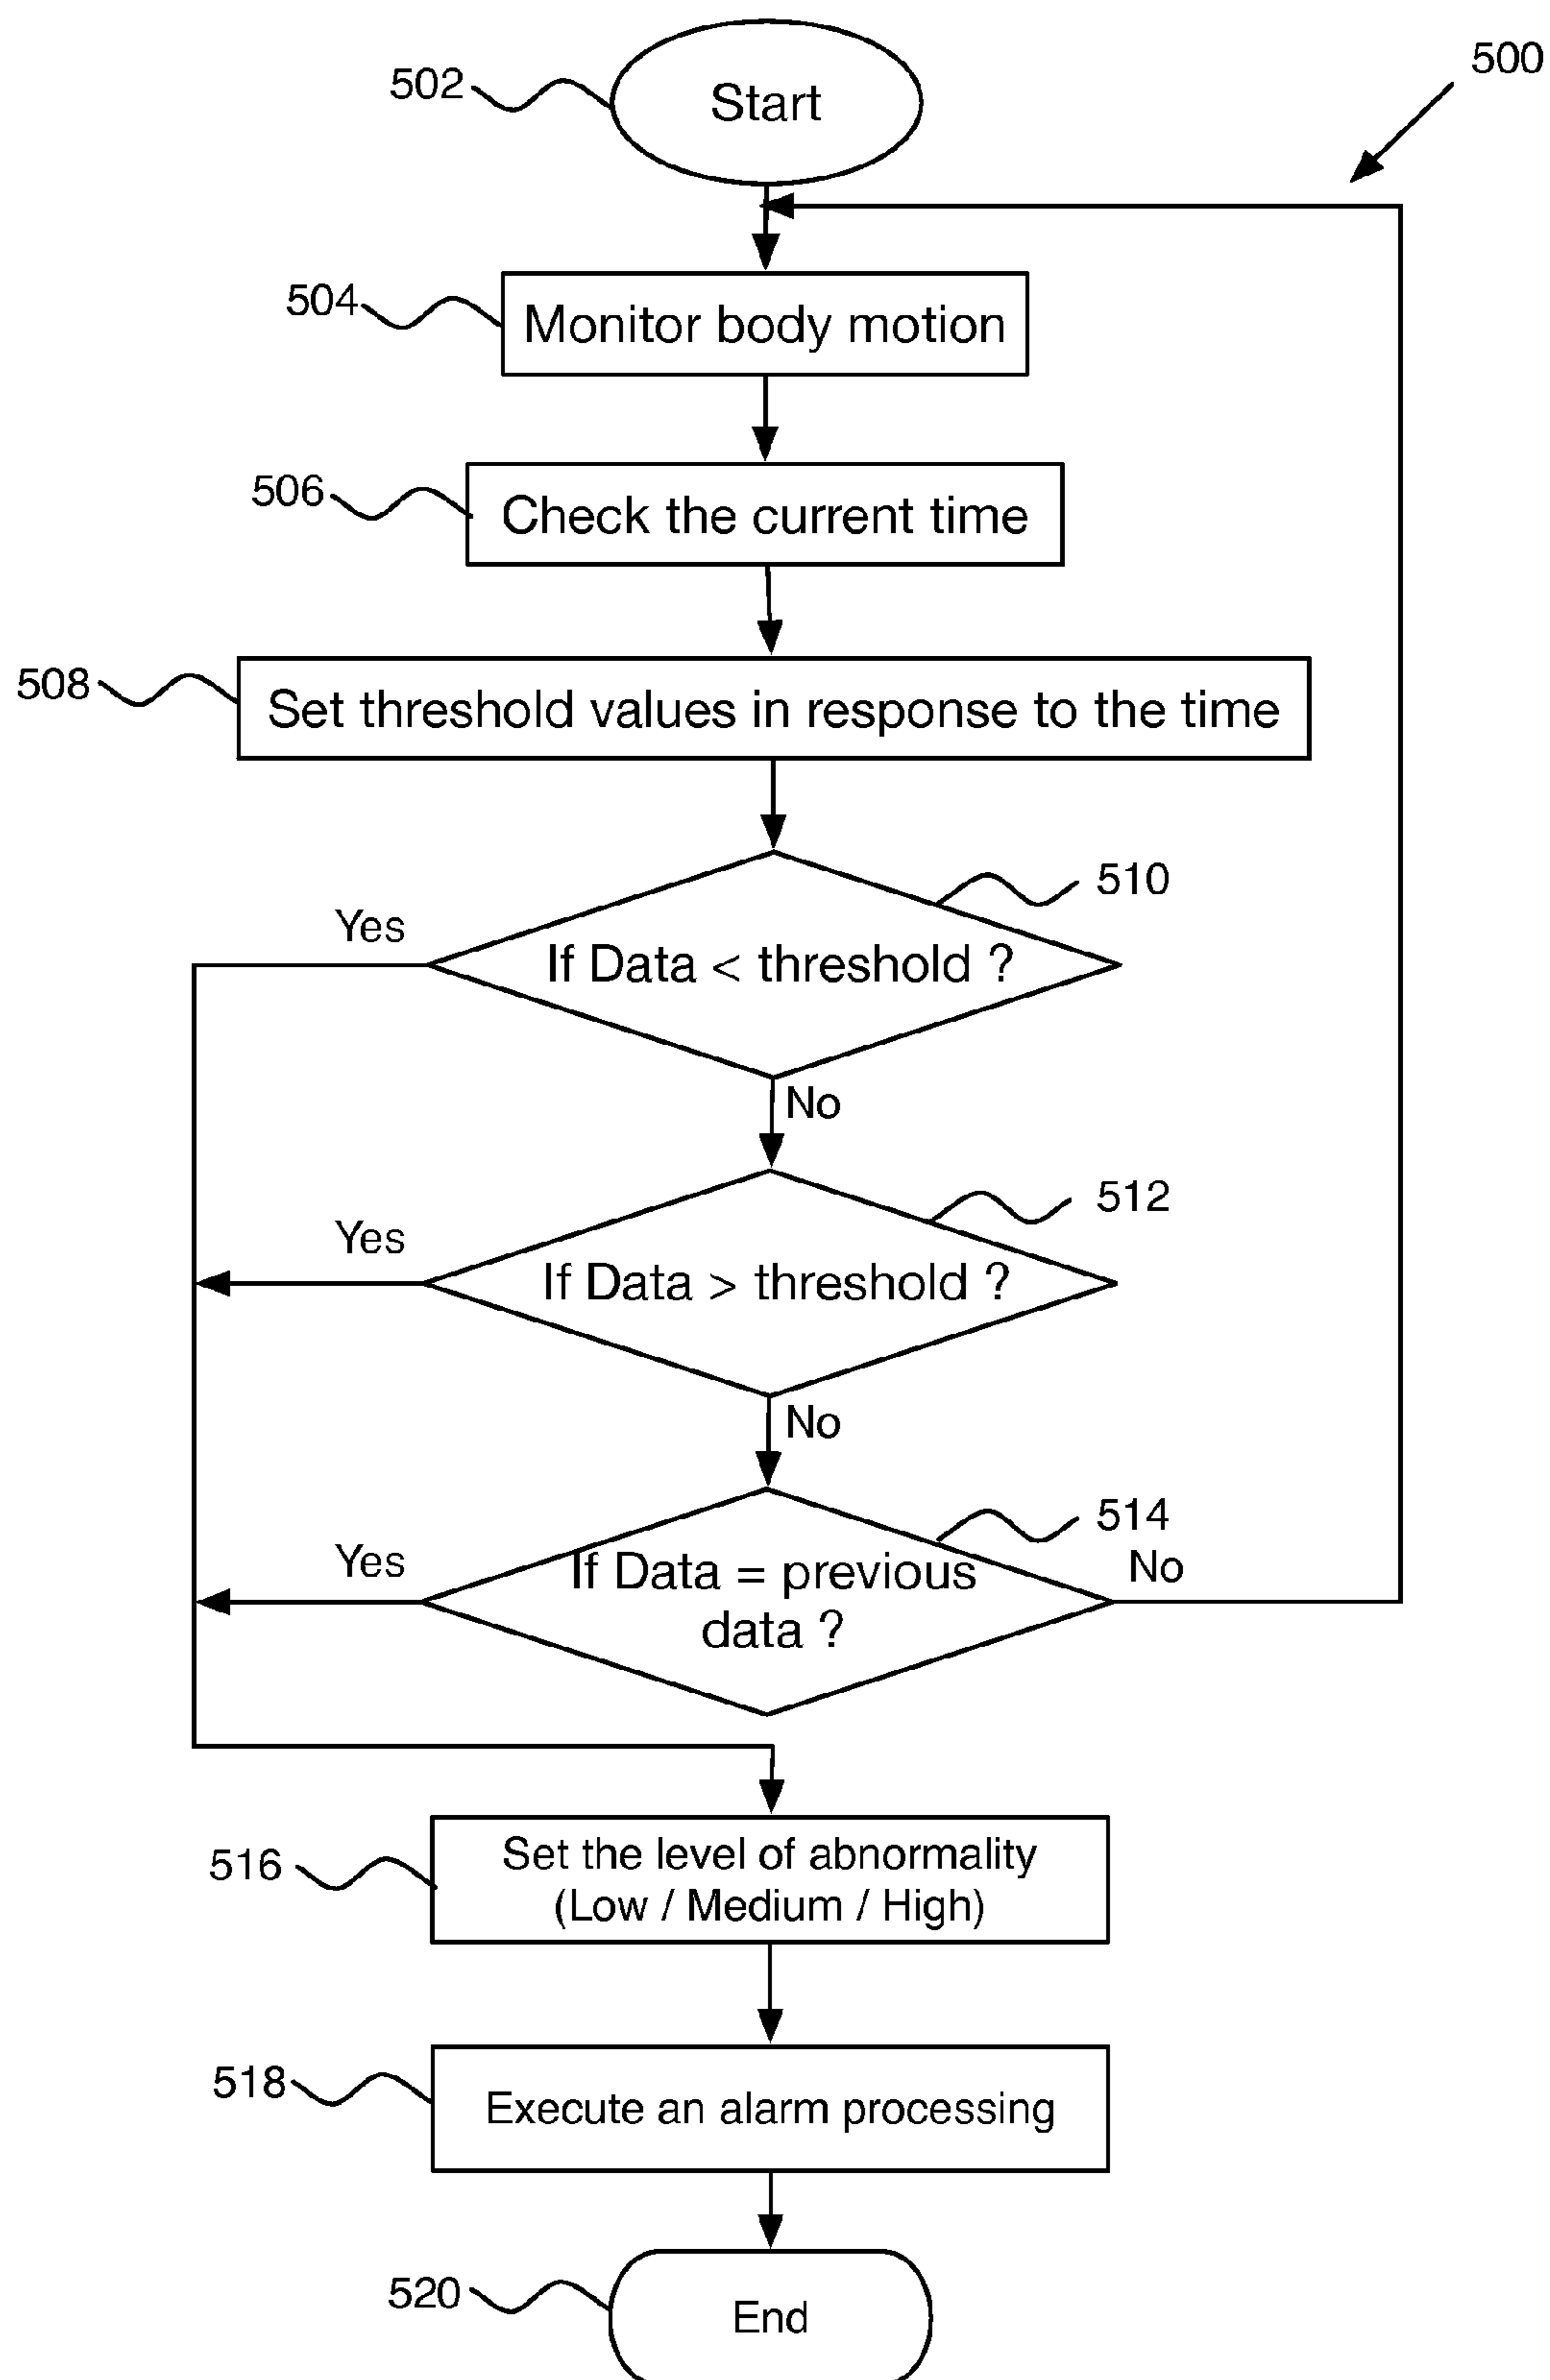 500
502
Start
504
Monitor body motion
506
Check the current time
508
Set threshold values in response to the time
510
Yes
If Data < threshold ?
No
512
Yes
If Data > threshold ?
No
514
Yes
If Data = previous
data ?
No
516
Set the level of abnormality
(Low / Medium / High)
518
Execute an alarm processing
520
End